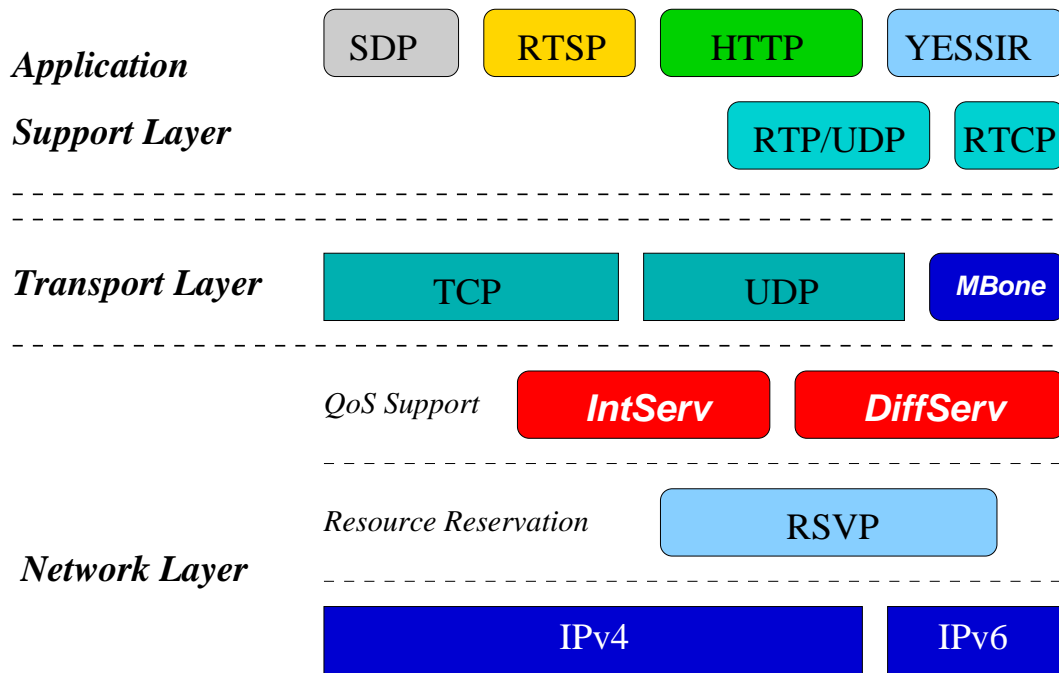 SDP RTSP HTTP YESSIR
Application
Support Layer
RTP/UDP RTCP
Transport Layer TCP UDP MBone
QoS Support IntServ DiffServ
Resource Reservation RSVP
Network Layer
IPv4 IPv6